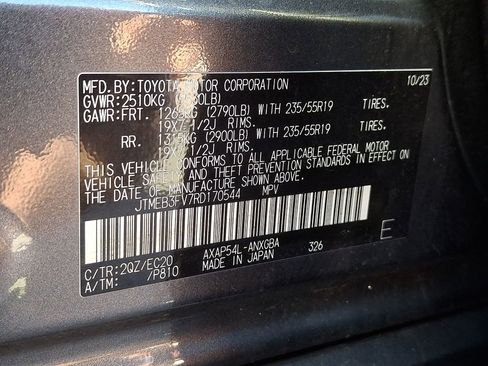 MFD.BY:TOYOTA MOTOR CORPORATION 10/23
GVWR:2510KG
GAWR:FRT. 1265KG (2790LB) WITH 235/55R19 TIRES.
19X7 1/2J RIMS.
RR. 1315KG (2900LB) WITH 235/55R19 TIRES.
19X7 1/2J RIMS.
THIS VEHICLE CONFORMS TO ALL APPLICABLE FEDERAL MOTOR
VEHICLE SAFETY AND THEFT PREVENTION STANDARDS IN EFFECT ON
THE DATE OF MANUFACTURE SHOWN ABOVE.
JTMEB3FV7RD170544 MPV
E
C/TR:2QZ/EC20 AXAP54L-ANXGBA 326
A/TM: /P810 MADE IN JAPAN